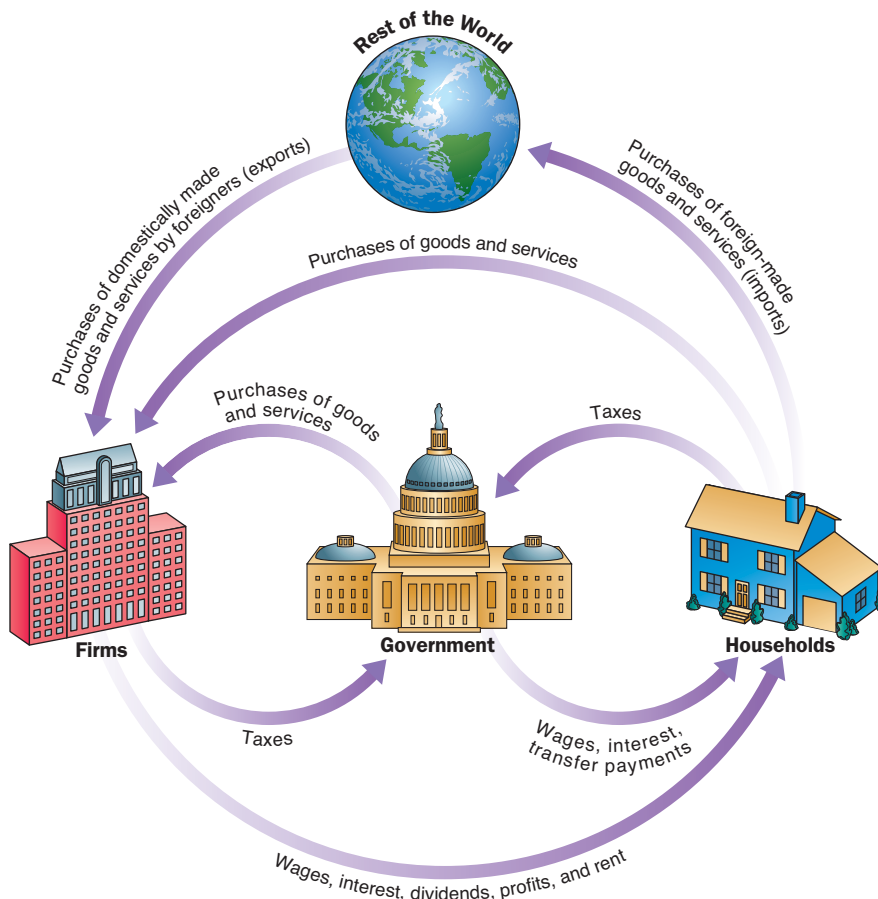 Rest of the World
Purchases of domestically made
goods and services by foreigners (exports)
Purchases of foreign-made
goods and services (imports)
Purchases of goods and services
Purchases of goods
and services
Taxes
Firms
Government
Households
Taxes
Wages, interest,
transfer payments
Wages, interest, dividends, profits, and rent